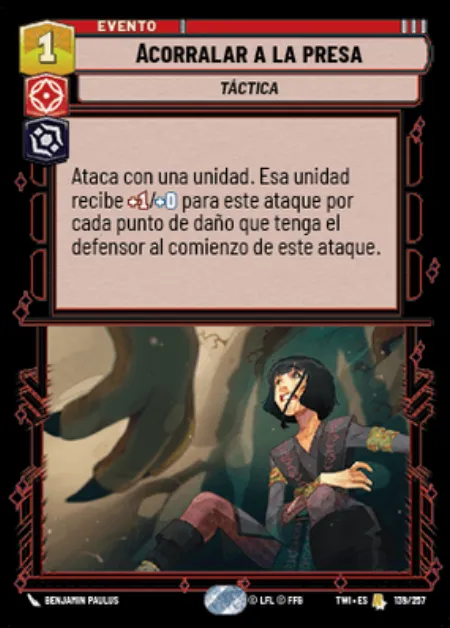 EVENTO
1
ACORRALAR A LA PRESA
TÁCTICA
Ataca con una unidad. Esa unidad
recibe +1/+0 para este ataque por
cada punto de daño que tenga el
defensor al comienzo de este ataque.
BENJAMIN PAULUS
© LFL © FFG
TWI • ES
139/257